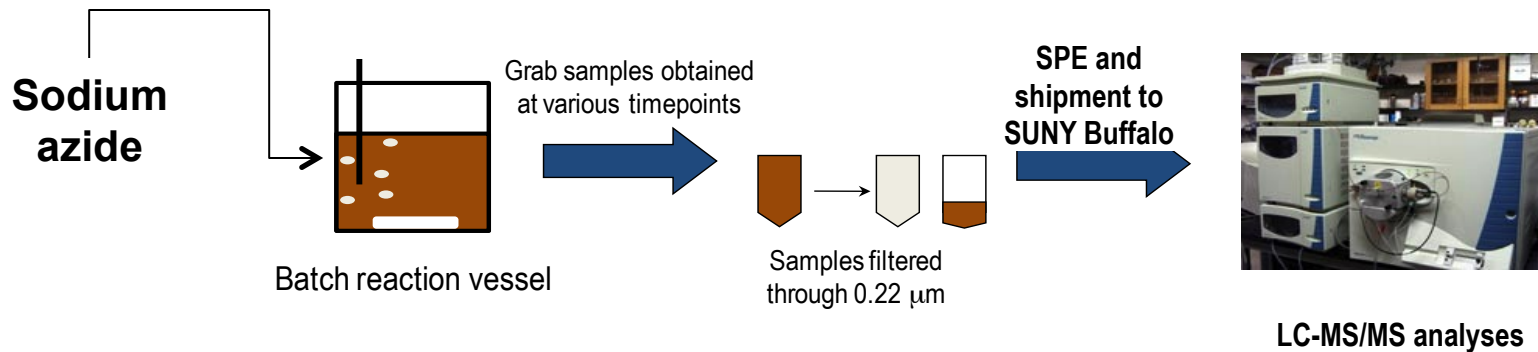 Sodium
azide
Batch reaction vessel
Grab samples obtained
at various timepoints
Samples filtered
through 0.22 μm
SPE and
shipment to
SUNY Buffalo
LC-MS/MS analyses